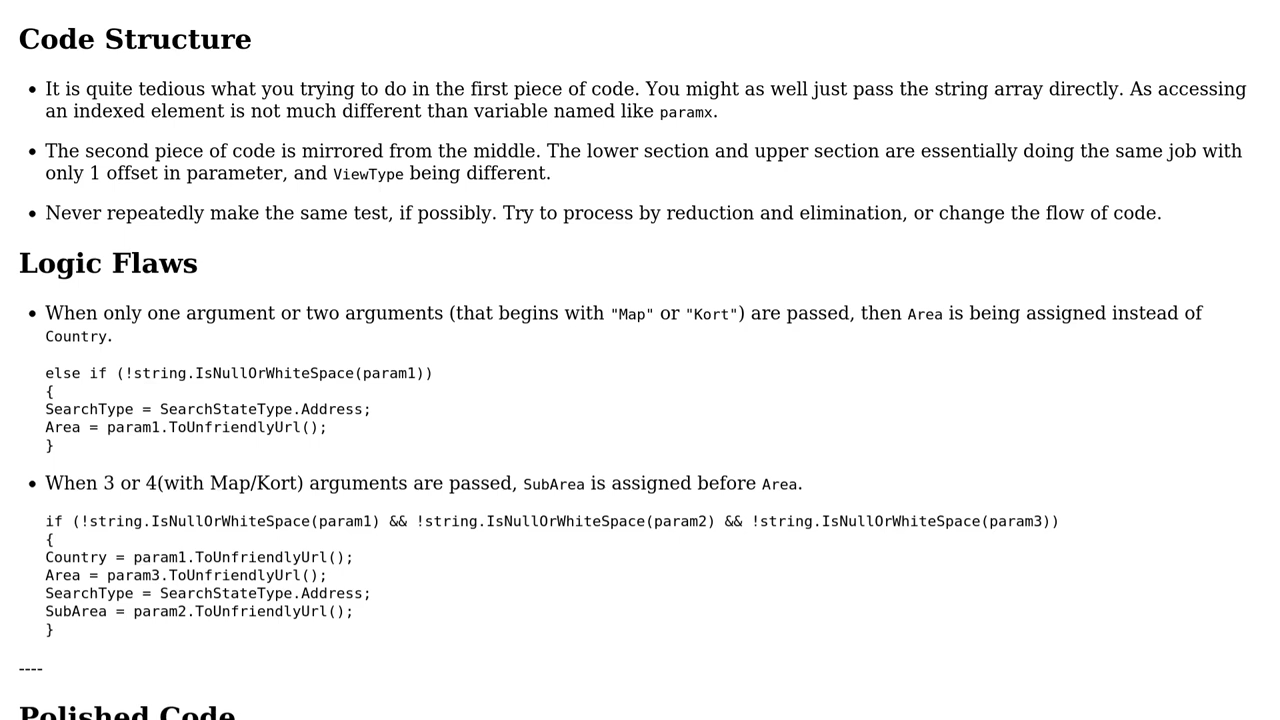 Code Structure
• It is quite tedious what you trying to do in the first piece of code. You might as well just pass the string array directly. As accessing
an indexed element is not much different than variable named like paramx.
• The second piece of code is mirrored from the middle. The lower section and upper section are essentially doing the same job with
only 1 offset in parameter, and ViewType being different.
• Never repeatedly make the same test, if possibly. Try to process by reduction and elimination, or change the flow of code.
Logic Flaws
• When only one argument or two arguments (that begins with "Map" or "Kort") are passed, then Area is being assigned instead of
Country.
else if (!string.IsNullOrWhiteSpace(param1))
{
SearchType = SearchStateType.Address;
Area = param1.ToUnfriendlyUrl();
}
• When 3 or 4(with Map/Kort) arguments are passed, SubArea is assigned before Area.
if (!string.IsNullOrWhiteSpace(param1) && !string.IsNullOrWhiteSpace(param2) && !string.IsNullOrWhiteSpace(param3))
{
Country = param1.ToUnfriendlyUrl();
Area = param3.ToUnfriendlyUrl();
SearchType = SearchStateType.Address;
SubArea = param2.ToUnfriendlyUrl();
}
----
Polished Code